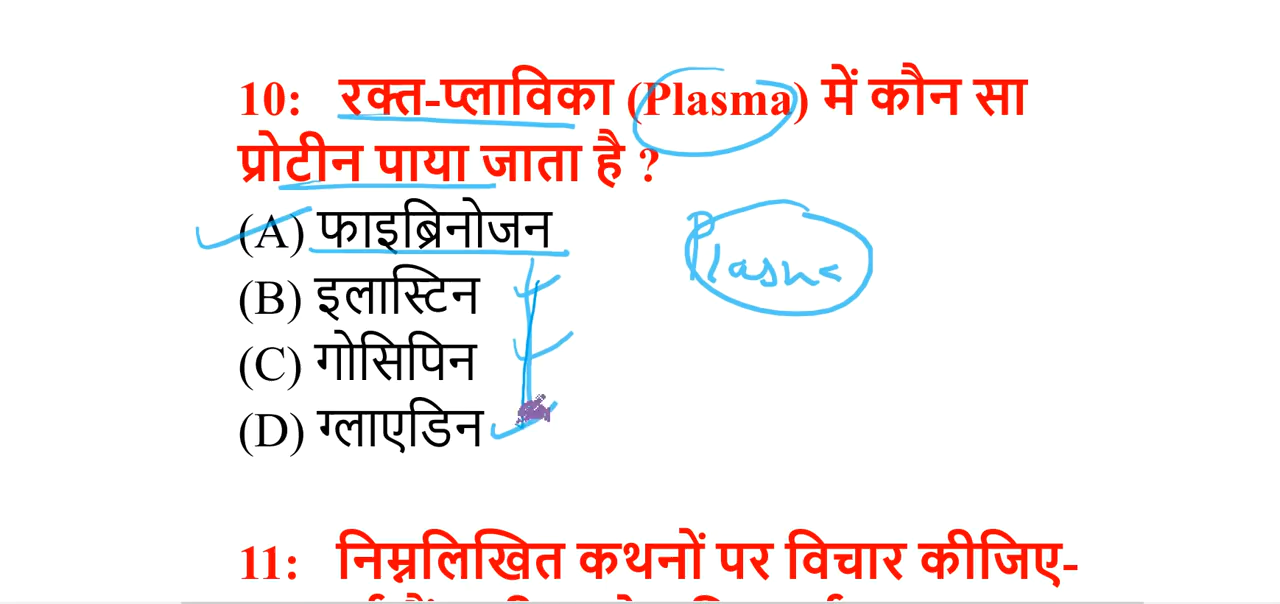 10: रक्त-प्लाविका (Plasma) में कौन सा
प्रोटीन पाया जाता है ?
(A) फाइब्रिनोजन
(B) इलास्टिन
Plasma
(C) गोसिपिन
(D) ग्लाएडिन
11: निम्नलिखित कथनों पर विचार कीजिए-